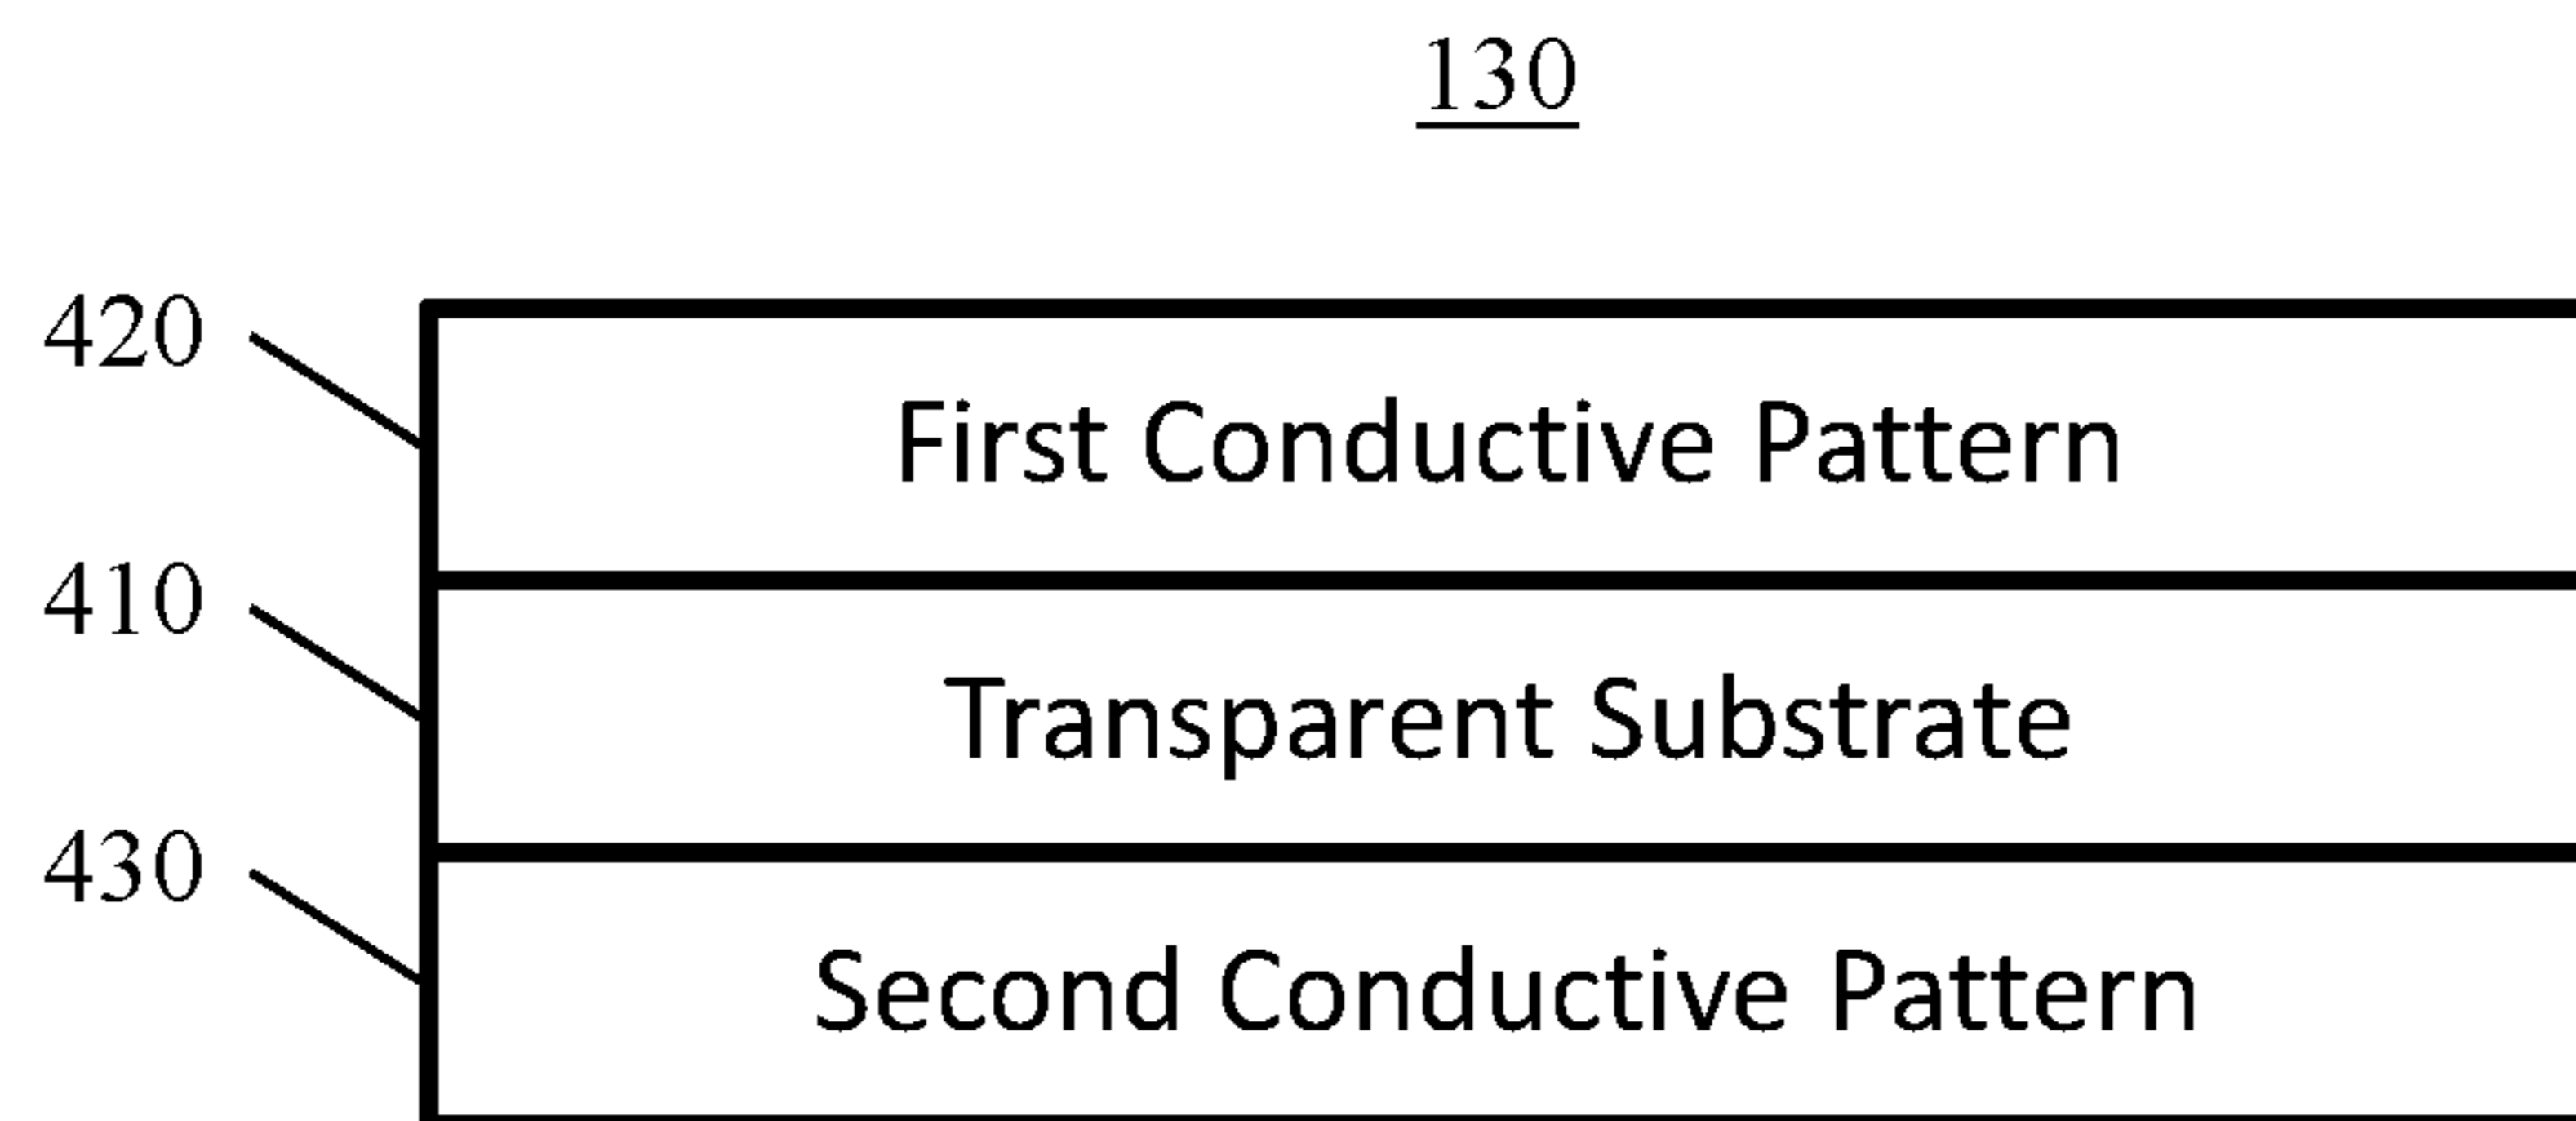 130
420
First Conductive Pattern
410
Transparent Substrate
430
Second Conductive Pattern